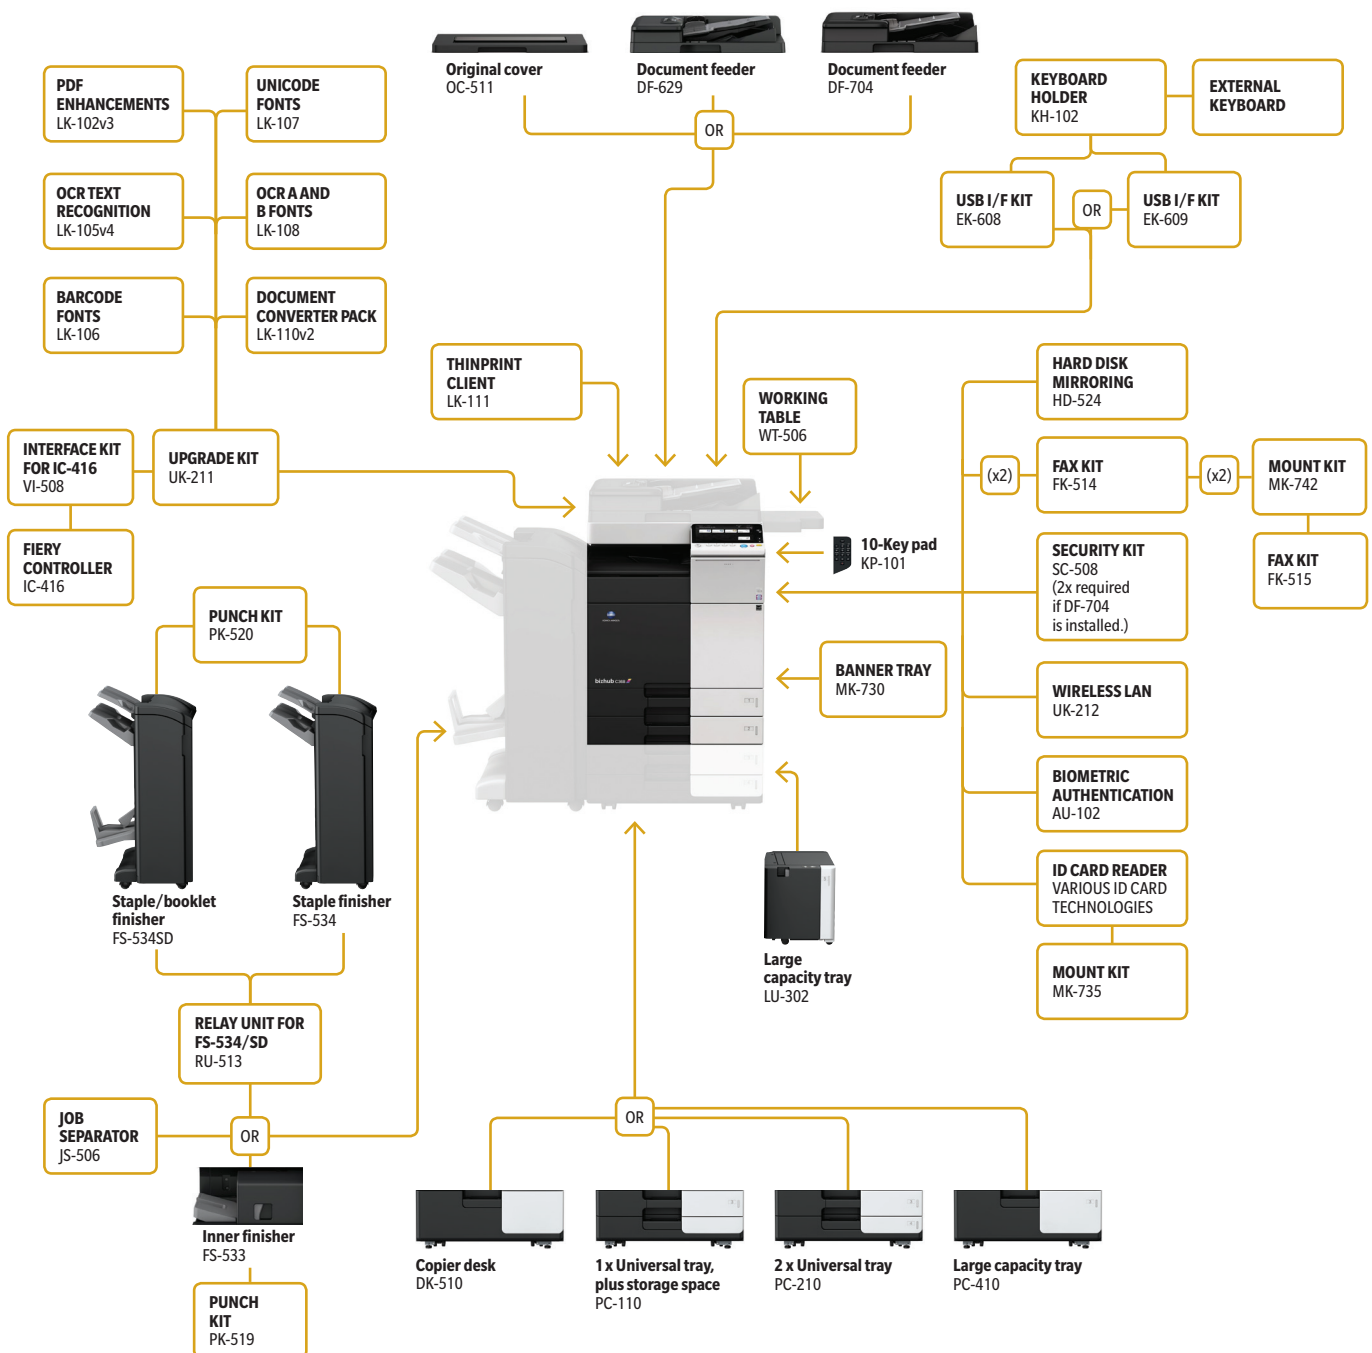 Original cover
OC-511
Document feeder
DF-629
Document feeder
DF-704
OR
PDF
ENHANCEMENTS
LK-102v3
UNICODE
FONTS
LK-107
OCR TEXT
RECOGNITION
LK-105v4
OCR A AND
B FONTS
LK-108
BARCODE
FONTS
LK-106
DOCUMENT
CONVERTER PACK
LK-110v2
KEYBOARD
HOLDER
KH-102
EXTERNAL
KEYBOARD
USB I/F KIT
EK-608
OR
USB I/F KIT
EK-609
THINPRINT
CLIENT
LK-111
WORKING
TABLE
WT-506
INTERFACE KIT
FOR IC-416
VI-508
UPGRADE KIT
UK-211
FIERY
CONTROLLER
IC-416
HARD DISK
MIRRORING
HD-524
(x2)
FAX KIT
FK-514
(x2)
MOUNT KIT
MK-742
FAX KIT
FK-515
10-Key pad
KP-101
SECURITY KIT
SC-508
(2x required
if DF-704
is installed.)
PUNCH KIT
PK-520
bizhub
BANNER TRAY
MK-730
WIRELESS LAN
UK-212
BIOMETRIC
AUTHENTICATION
AU-102
ID CARD READER
VARIOUS ID CARD
TECHNOLOGIES
MOUNT KIT
MK-735
Staple/booklet
finisher
FS-534SD
Staple finisher
FS-534
Large
capacity tray
LU-302
RELAY UNIT FOR
FS-534/SD
RU-513
JOB
SEPARATOR
JS-506
OR
Inner finisher
FS-533
PUNCH
KIT
PK-519
OR
Copier desk
DK-510
1 x Universal tray,
plus storage space
PC-110
2 x Universal tray
PC-210
Large capacity tray
PC-410